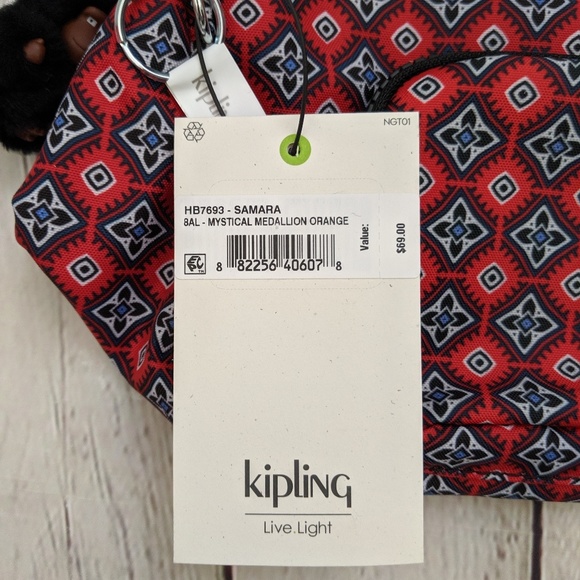 kipling
NGT01
HB7693 - SAMARA
8AL - MYSTICAL MEDALLION ORANGE
8 82256 40607 8
Value:
$69.00
kipling
Live.Light